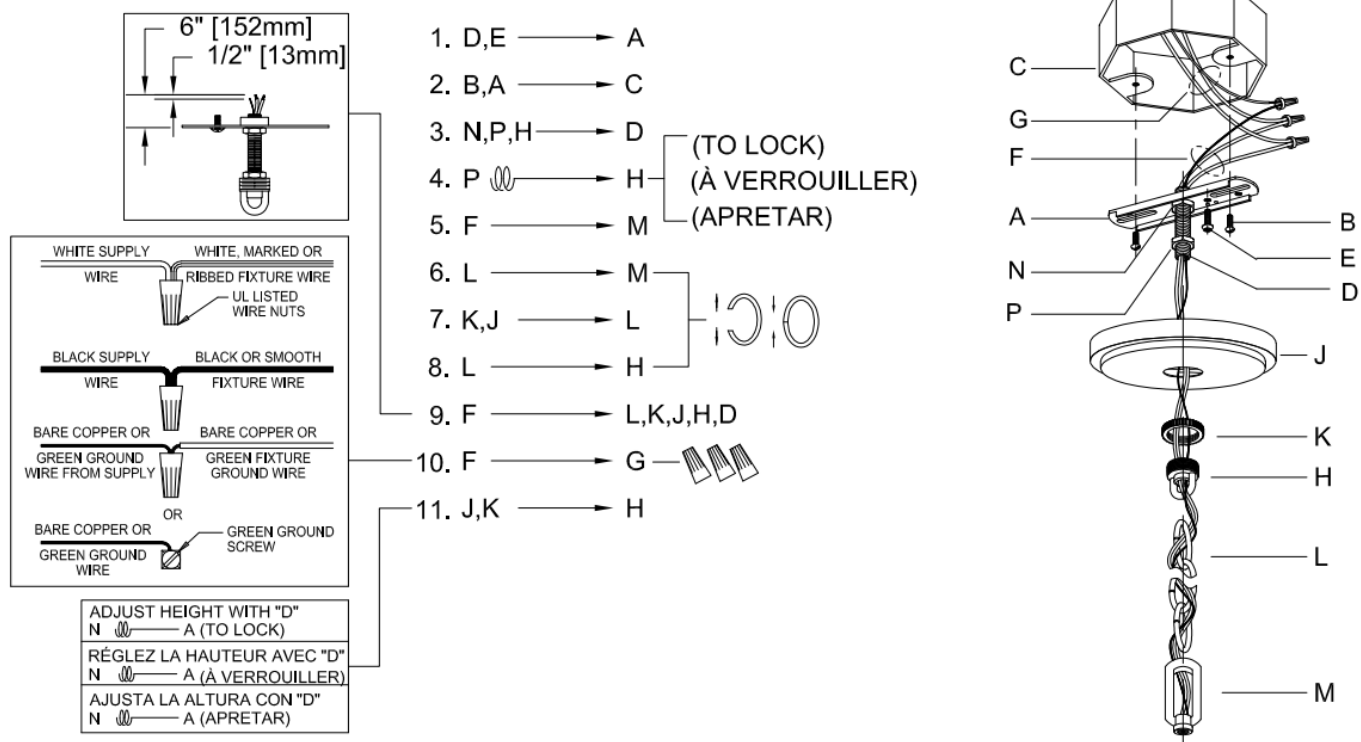 6" [152mm]
1/2" [13mm]
1. D,E A
2. B,A C
3. N,P,H D
4. P H
(TO LOCK)
(À VERROUILLER)
(APRETAR)
5. F M
6. L M
7. K,J L
8. L H
9. F L,K,J,H,D
10. F G
11. J,K H
WHITE SUPPLY
WIRE
WHITE, MARKED OR
RIBBED FIXTURE WIRE
UL LISTED
WIRE NUTS
BLACK SUPPLY
WIRE
BLACK OR SMOOTH
FIXTURE WIRE
BARE COPPER OR
GREEN GROUND
WIRE FROM SUPPLY
BARE COPPER OR
GREEN FIXTURE
GROUND WIRE
OR
BARE COPPER OR
GREEN GROUND
WIRE
GREEN GROUND
SCREW
ADJUST HEIGHT WITH "D"
N A (TO LOCK)
RÉGLEZ LA HAUTEUR AVEC "D"
N A (À VERROUILLER)
AJUSTA LA ALTURA CON "D"
N A (APRETAR)
C
G
F
A
N
P
B
E
D
J
K
H
L
M